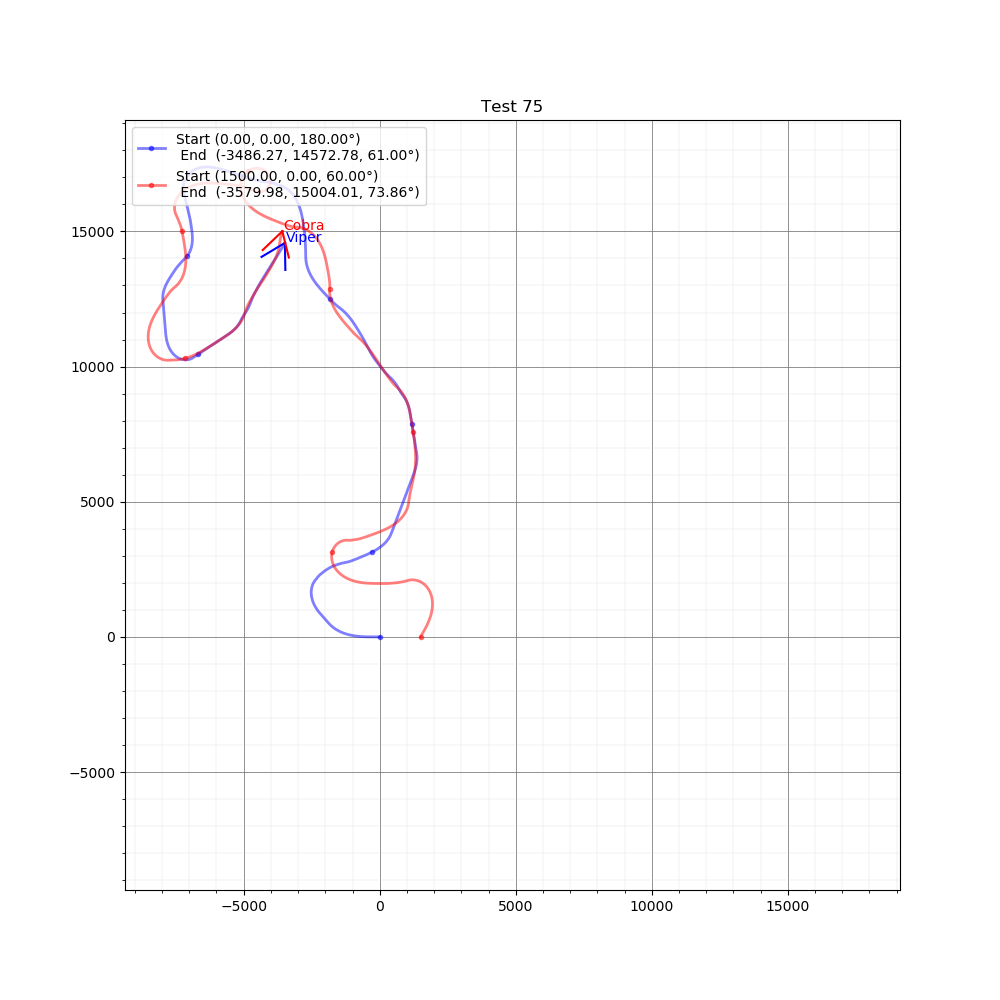 Test 75
Start (0.00, 0.00, 180.00°)
End (-3486.27, 14572.78, 61.00°)
Start (1500.00, 0.00, 60.00°)
End (-3579.98, 15004.01, 73.86°)
Cobra
Viper
15000
10000
5000
0
−5000
−5000
0
5000
10000
15000